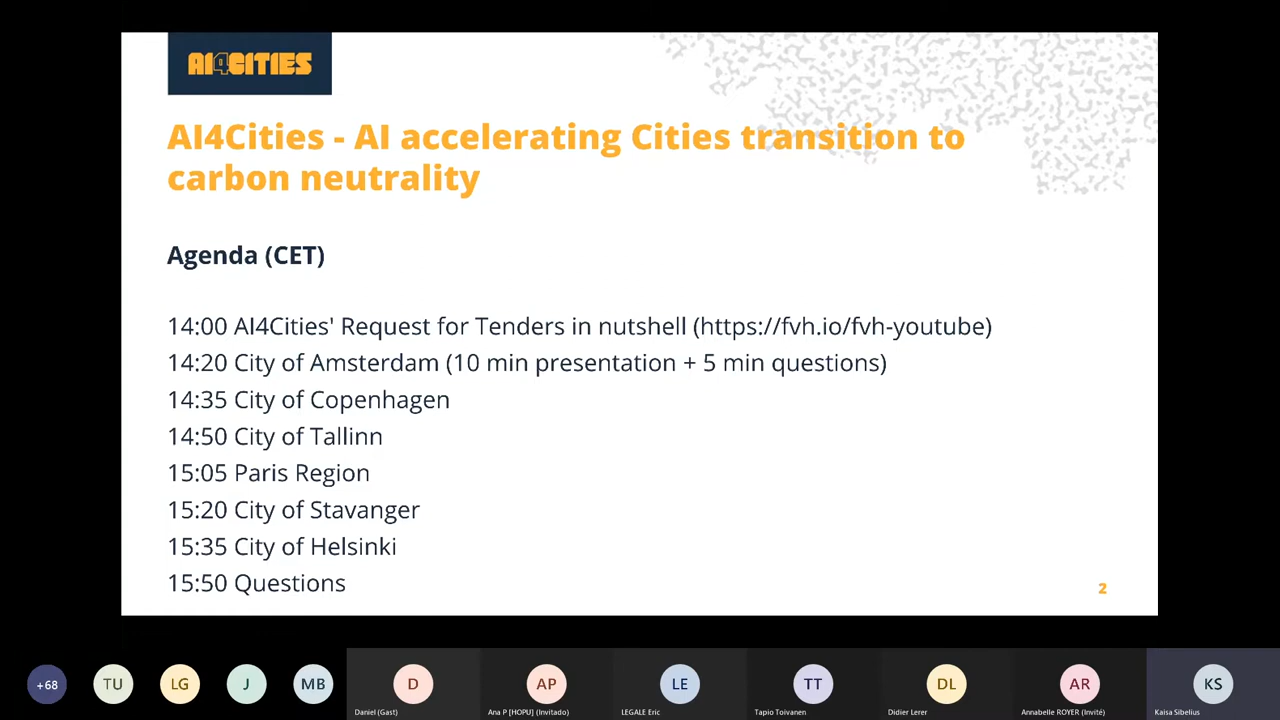 AI4CITIES
AI4Cities - AI accelerating Cities transition to
carbon neutrality
Agenda (CET)
14:00 AI4Cities' Request for Tenders in nutshell (https://fvh.io/fvh-youtube)
14:20 City of Amsterdam (10 min presentation + 5 min questions)
14:35 City of Copenhagen
14:50 City of Tallinn
15:05 Paris Region
15:20 City of Stavanger
15:35 City of Helsinki
15:50 Questions
2
+68 TU LG J MB D AP LE TT DL AR KS
Daniel (Gast) Ana P [HOPU] (Invitado) LEGALE Eric Tapio Toivanen Didier Lerer Annabelle ROYER (Invité) Kaisa Sibelius